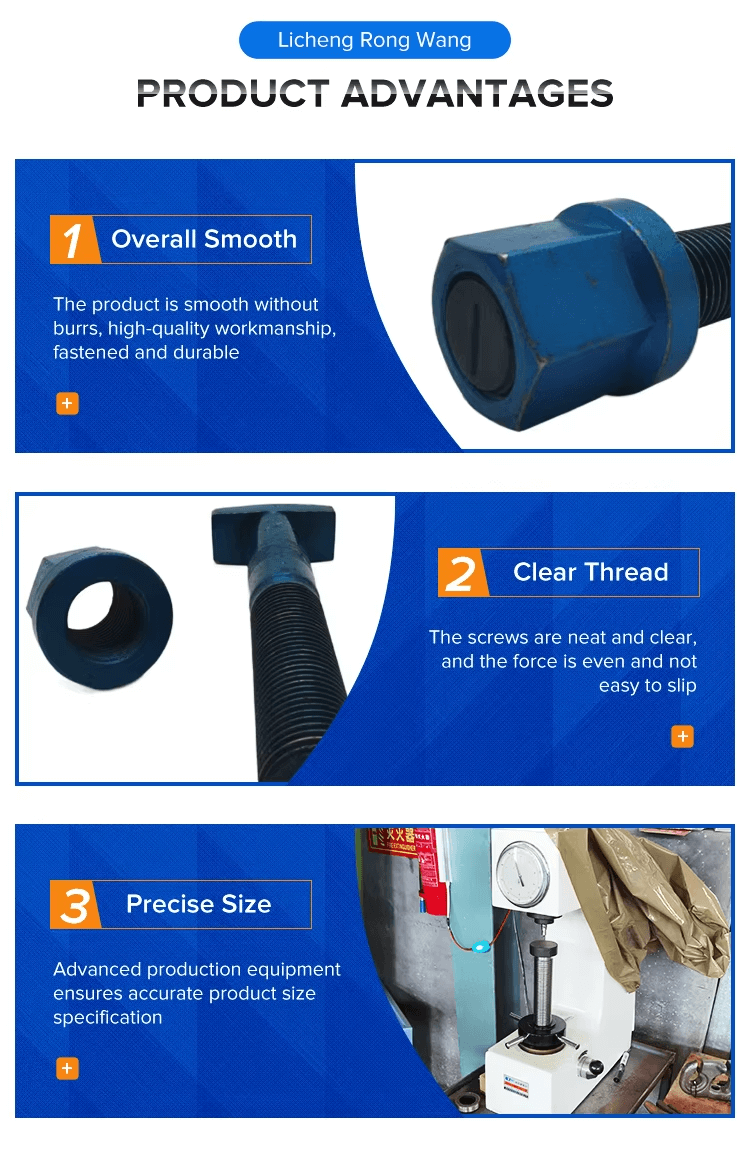 Licheng Rong Wang
PRODUCT ADVANTAGES
1 Overall Smooth
The product is smooth without
burrs, high-quality workmanship,
fastened and durable
+
2 Clear Thread
The screws are neat and clear,
and the force is even and not
easy to slip
+
3 Precise Size
Advanced production equipment
ensures accurate product size
specification
+